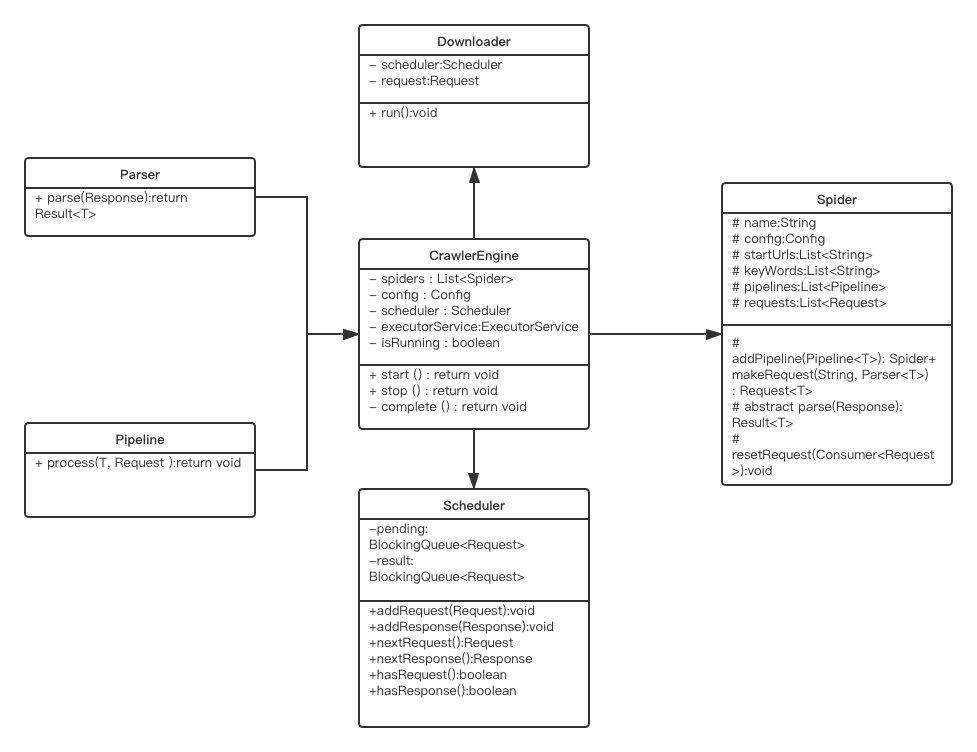 Downloader
- scheduler:Scheduler
- request:Request
+ run():void
Parser
+ parse(Response):return
Result<T>
CrawlerEngine
- spiders : List<Spider>
- config : Config
- scheduler : Scheduler
- executorService:ExecutorService
- isRunning : boolean
+ start () : return void
+ stop () : return void
- complete () : return void
Spider
# name:String
# config:Config
# startUrls:List<String>
# keyWords:List<String>
# pipelines:List<Pipeline>
# requests:List<Request>
#
addPipeline(Pipeline<T>): Spider+
makeRequest(String, Parser<T>)
: Request<T>
# abstract parse(Response):
Result<T>
#
resetRequest(Consumer<Request
>):void
Pipeline
+ process(T, Request ):return void
Scheduler
-pending:
BlockingQueue<Request>
-result:
BlockingQueue<Request>
+addRequest(Request):void
+addResponse(Response):void
+nextRequest():Request
+nextResponse():Response
+hasRequest():boolean
+hasResponse():boolean